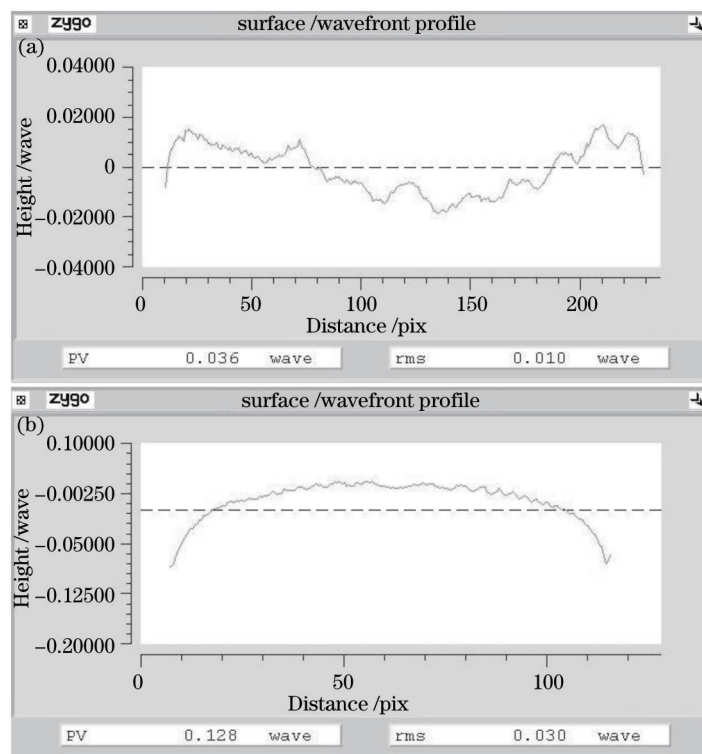 zygo surface /wavefront profile
(a)
0.04000
0.02000
0
−0.02000
−0.04000
Height /wave
0 50 100 150 200
Distance /pix
PV 0.036 wave rms 0.010 wave
zygo surface /wavefront profile
(b)
0.10000
−0.00250
−0.05000
−0.12500
−0.20000
Height /wave
0 50 100
Distance /pix
PV 0.128 wave rms 0.030 wave